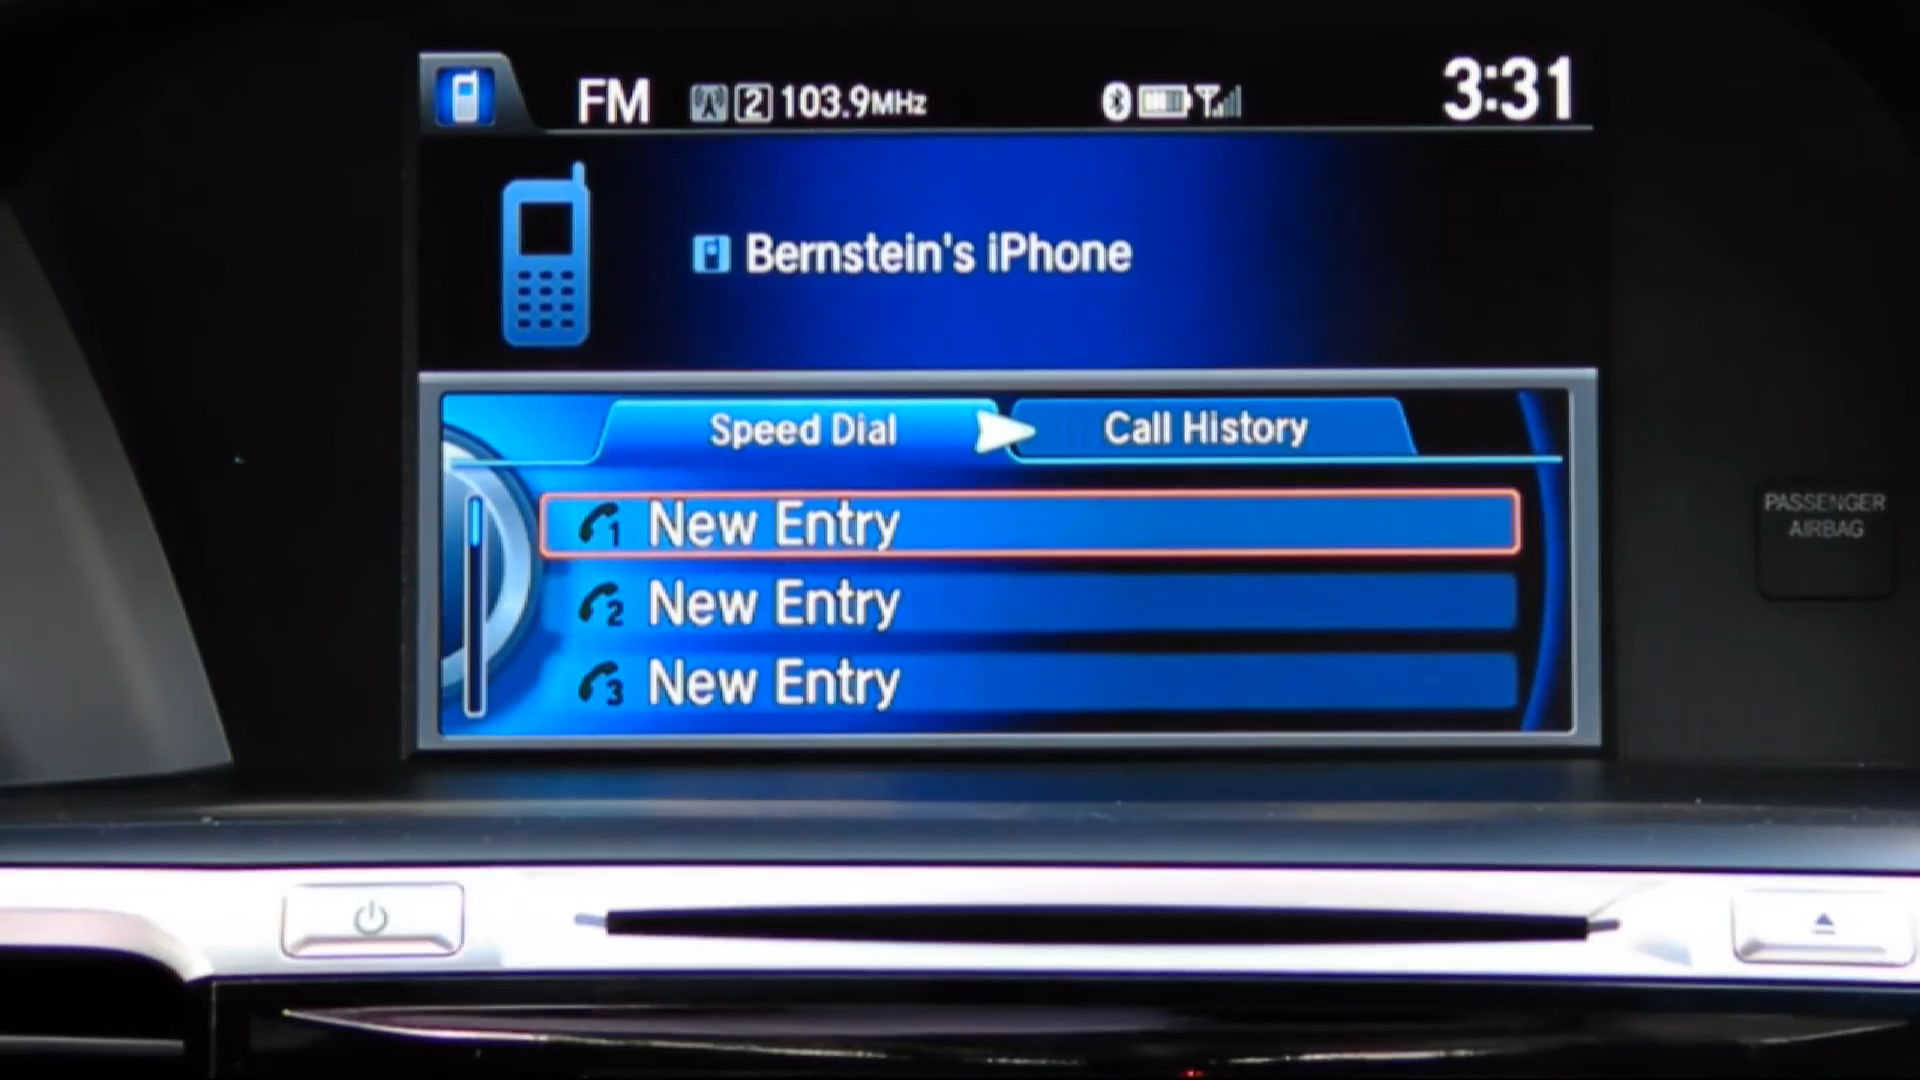 FM 2 103.9MHz 3:31
Bernstein's iPhone
Speed Dial Call History
1 New Entry
2 New Entry
3 New Entry
PASSENGER
AIRBAG